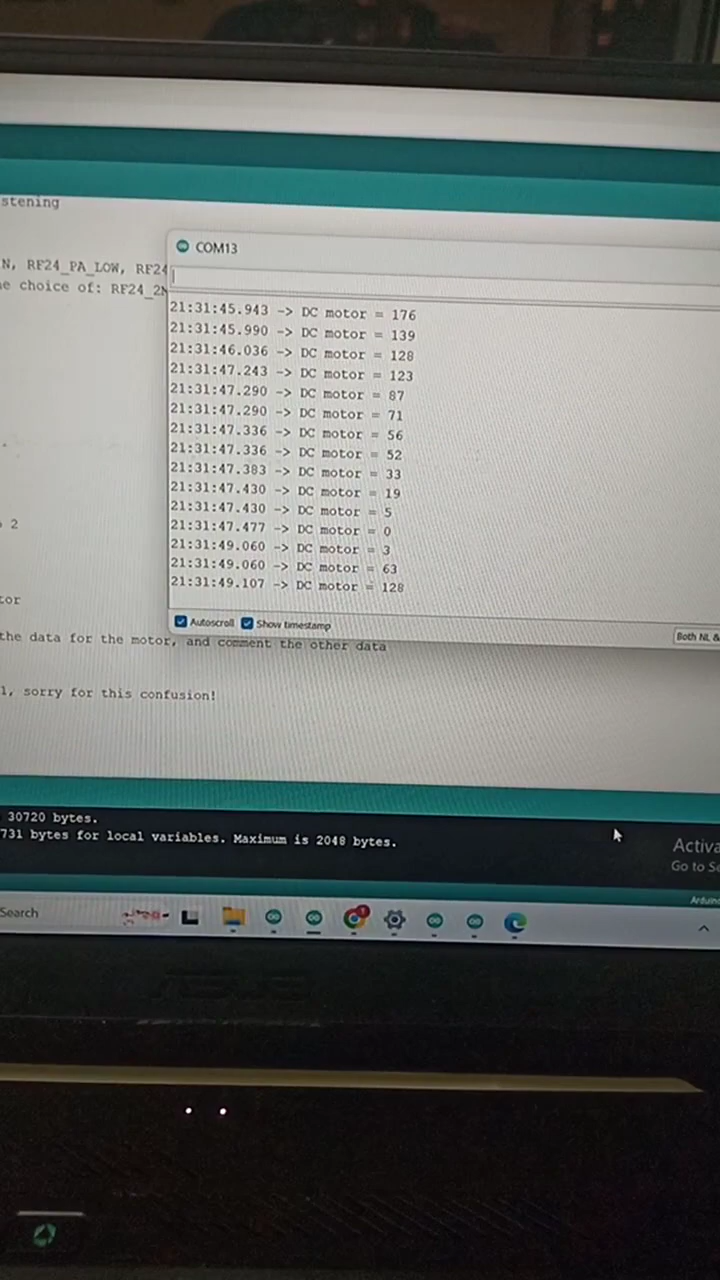 stening
COM13
N, RF24_PA_LOW, RF24
e choice of: RF24_2
21:31:45.943 -> DC motor = 176
21:31:45.990 -> DC motor = 139
21:31:46.036 -> DC motor = 128
21:31:47.243 -> DC motor = 123
21:31:47.290 -> DC motor = 87
21:31:47.290 -> DC motor = 71
21:31:47.336 -> DC motor = 56
21:31:47.336 -> DC motor = 52
21:31:47.383 -> DC motor = 33
21:31:47.430 -> DC motor = 19
21:31:47.430 -> DC motor = 5
21:31:47.477 -> DC motor = 0
21:31:49.060 -> DC motor = 3
21:31:49.060 -> DC motor = 63
21:31:49.107 -> DC motor = 128
2
tor
Autoscroll Show timestamp
Both NL &
the data for the motor, and comment the other data
l, sorry for this confusion!
30720 bytes.
731 bytes for local variables. Maximum is 2048 bytes.
Activa
Go to Se
Arduino
Search
ASUS